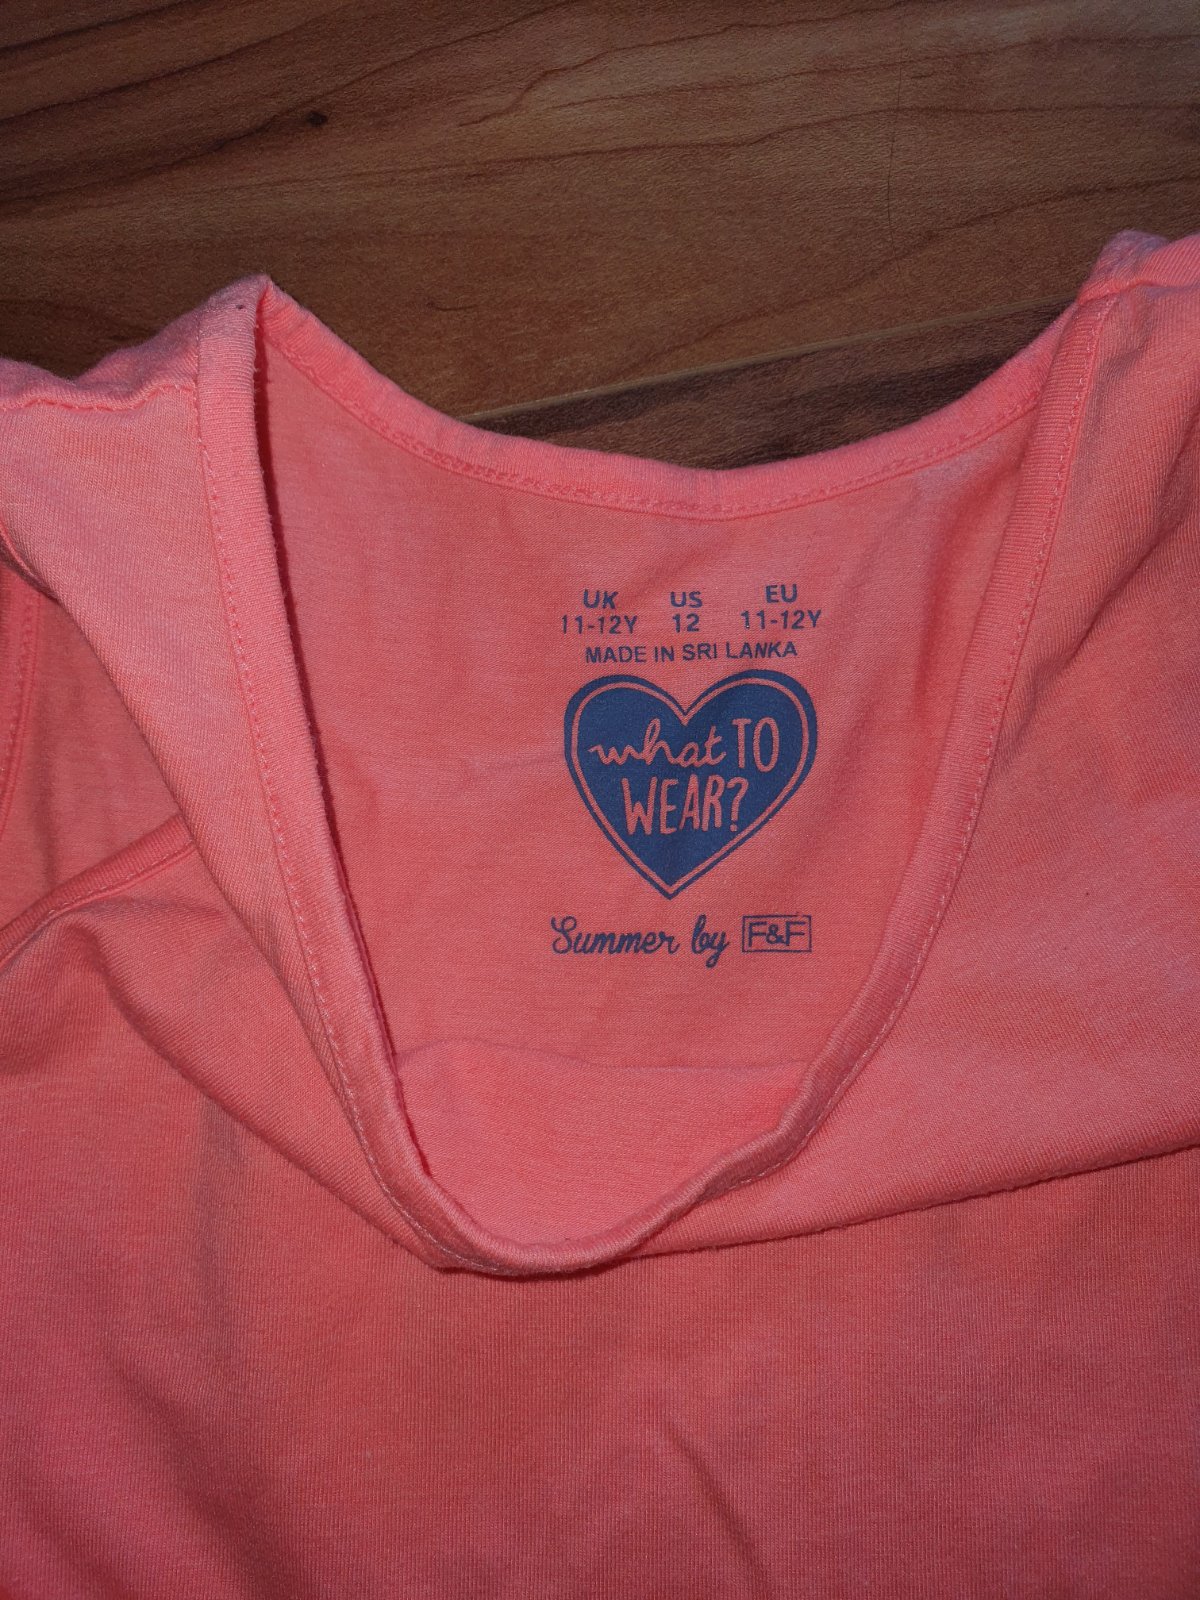 UK US EU
11-12Y 12 11-12Y
MADE IN SRI LANKA
what TO
WEAR?
Summer by F&F